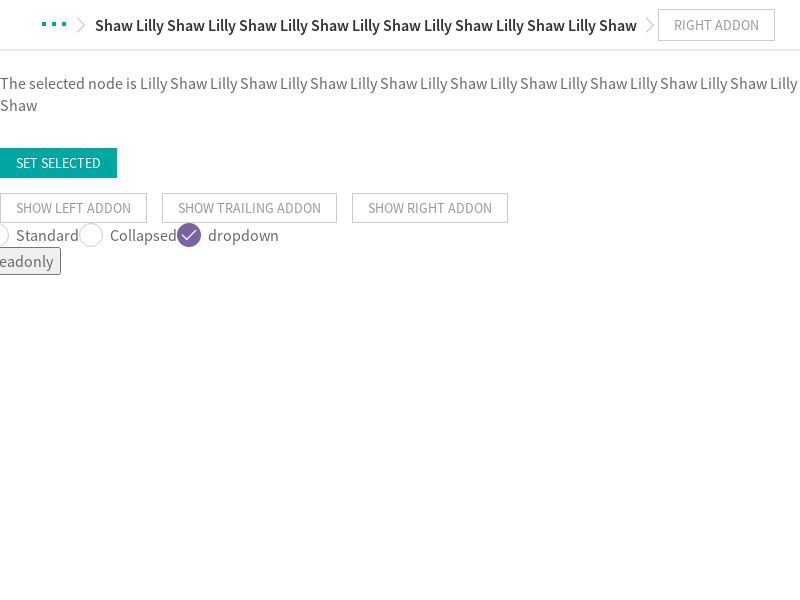 Shaw Lilly Shaw Lilly Shaw Lilly Shaw Lilly Shaw Lilly Shaw Lilly Shaw Lilly Shaw
RIGHT ADDON
The selected node is Lilly Shaw Lilly Shaw Lilly Shaw Lilly Shaw Lilly Shaw Lilly Shaw Lilly Shaw Lilly Shaw Lilly Shaw Lilly
Shaw
SET SELECTED
SHOW LEFT ADDON SHOW TRAILING ADDON SHOW RIGHT ADDON
Standard Collapsed dropdown
eadonly